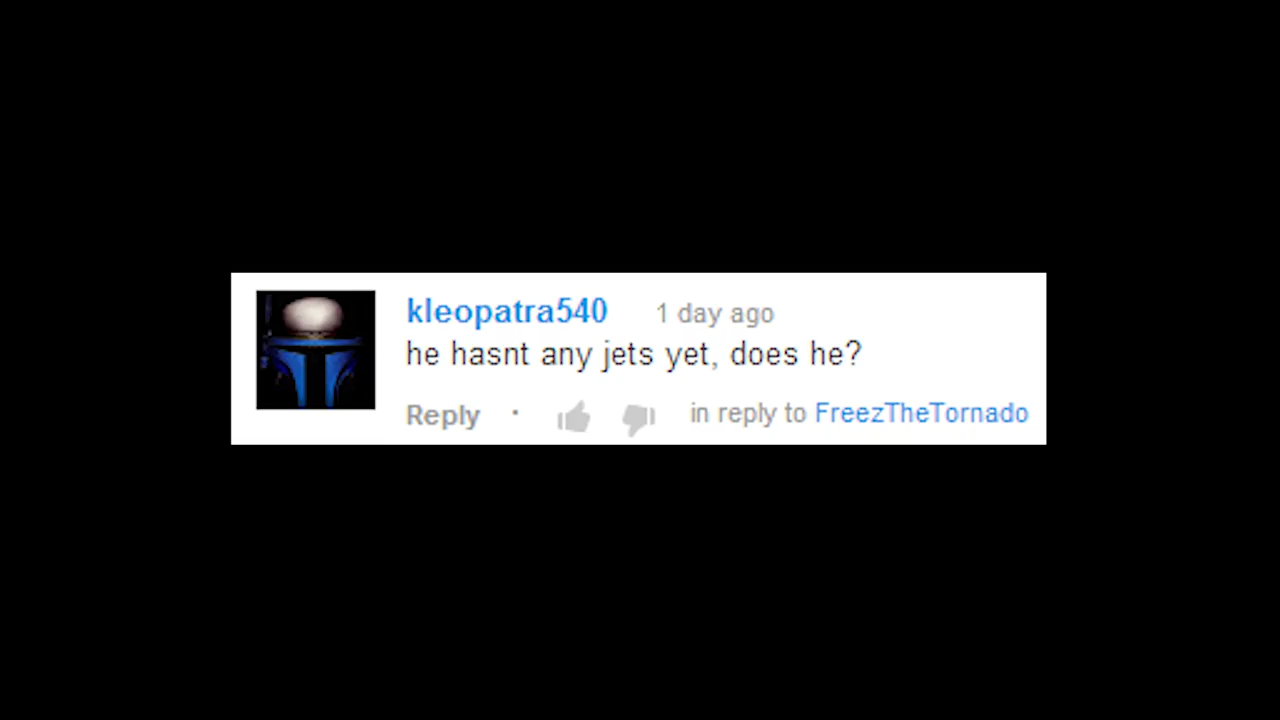 kleopatra540 1 day ago
he hasnt any jets yet, does he?
Reply · in reply to FreezTheTornado